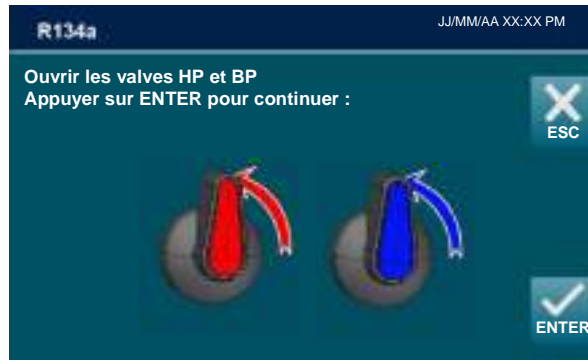 R134a
JJ/MM/AA XX:XX PM
Ouvrir les valves HP et BP
Appuyer sur ENTER pour continuer :
ESC
ENTER